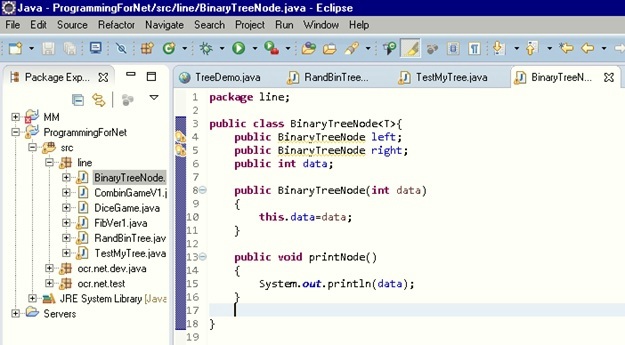 Java - ProgrammingForNet/src/line/BinaryTreeNode.java - Eclipse
File Edit Source Refactor Navigate Search Project Run Window Help
Package Exp...
TreeDemo.java RandBinTree... TestMyTree.java BinaryTreeN...
MM
ProgrammingForNet
src
line
BinaryTreeNode.
CombinGameV1.j
DiceGame.java
FibVer1.java
RandBinTree.java
TestMyTree.java
ocr.net.dev.java
ocr.net.test
JRE System Library [Java
Servers
1 package line;
2
3 public class BinaryTreeNode<T>{
4 public BinaryTreeNode left;
5 public BinaryTreeNode right;
6 public int data;
7
8 public BinaryTreeNode(int data)
9 {
10 this.data=data;
11 }
12
13 public void printNode()
14 {
15 System.out.println(data);
16 }
17
18 }
19